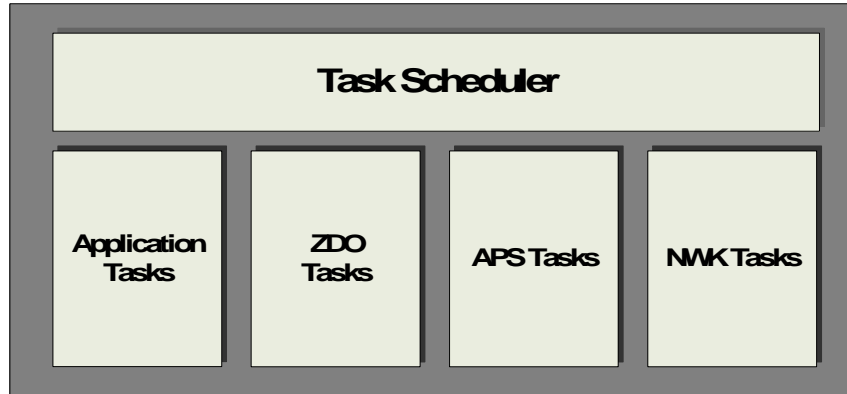 Task Scheduler
Application
Tasks
ZDO
Tasks
APS Tasks
NWK Tasks